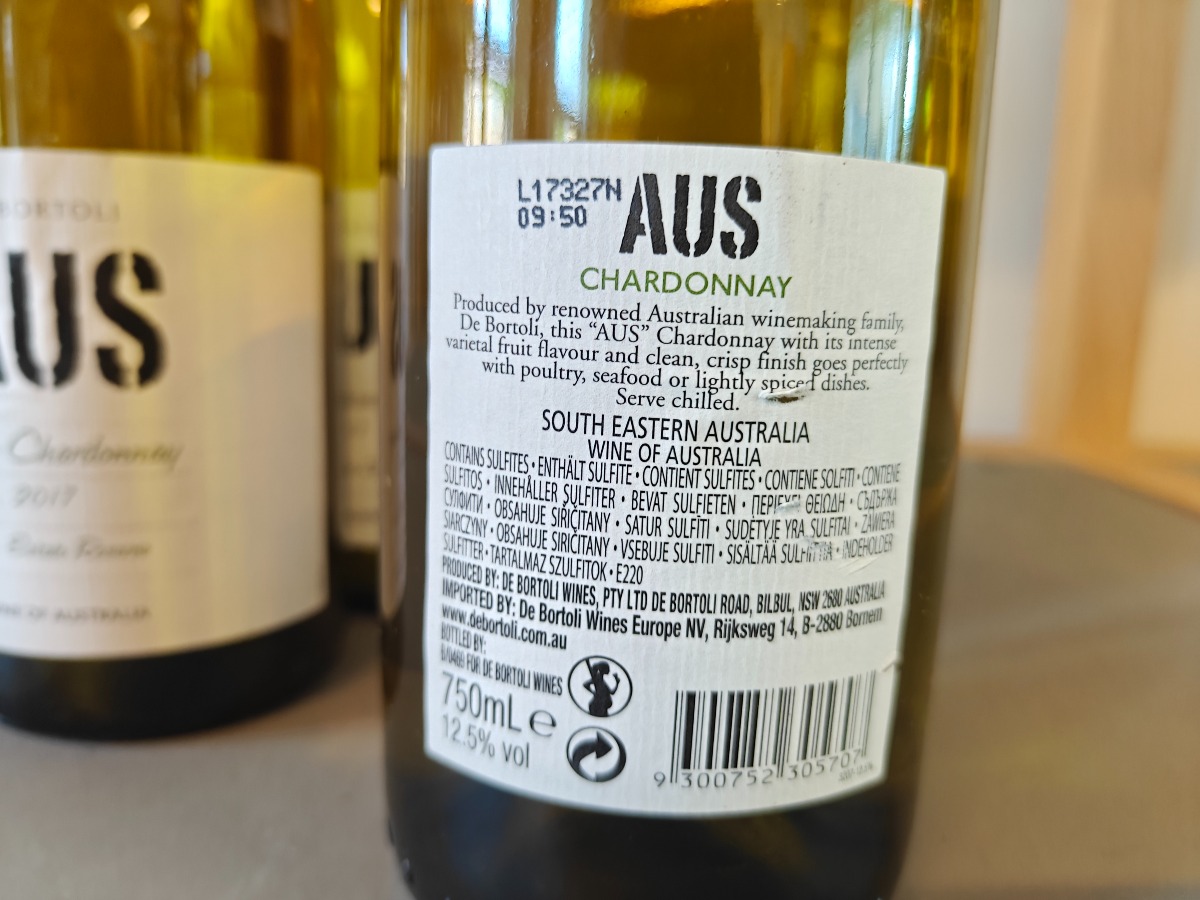 BORTOLI
AUS
Chardonnay
2017
Estate Reserve
WINE OF AUSTRALIA
L17327N
09:50
AUS
CHARDONNAY
Produced by renowned Australian winemaking family,
De Bortoli, this “AUS” Chardonnay with its intense
varietal fruit flavour and clean, crisp finish goes perfectly
with poultry, seafood or lightly spiced dishes.
Serve chilled.
SOUTH EASTERN AUSTRALIA
WINE OF AUSTRALIA
CONTAINS SULFITES • ENTHÄLT SULFITE • CONTIENT SULFITES • CONTIENE SOLFITI • CONTIENE
SULFITOS • INNEHÅLLER SULFITER • BEVAT SULFIETEN • ΠΕΡΙΕΧΕΙ ΘΕΙΩΔΗ • СЪДЪРЖА
СУЛФИТИ • OBSAHUJE SIŘIČITANY • SATUR SULFĪTI • SUDĖTYJE YRA SULFITAI • ZAWIERA
SIARCZYNY • OBSAHUJE SIRIČITANY • VSEBUJE SULFITI • SISÄLTÄÄ • INDEHOLDER
SULFITTER • TARTALMAZ SZULFITOK • E220
PRODUCED BY: DE BORTOLI WINES, PTY LTD DE BORTOLI ROAD, BILBUL, NSW 2680 AUSTRALIA
IMPORTED BY: De Bortoli Wines Europe NV, Rijksweg 14, B-2880 Bornem
www.debortoli.com.au
BOTTLED BY:
B/0469 FOR DE BORTOLI WINES
750mL e
12.5% vol
9 300752 305707